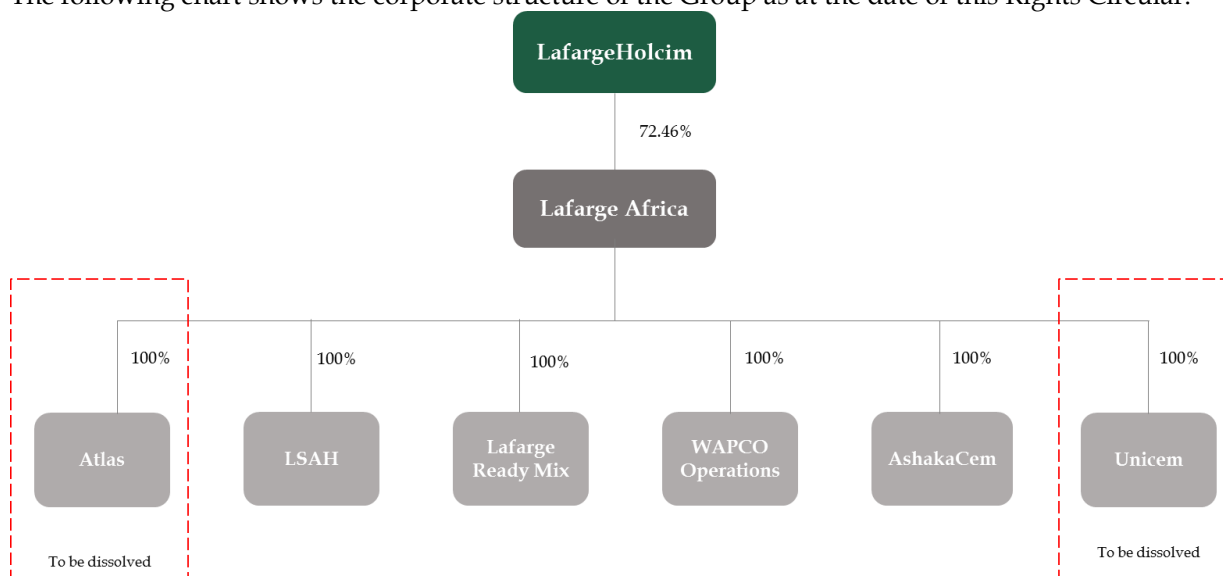 The following chart shows the corporate structure of the Group as at the date of this Rights Circular:
LafargeHolcim
72.46%
Lafarge Africa
100%
100%
100%
100%
100%
100%
Atlas
LSAH
Lafarge
Ready Mix
WAPCO
Operations
AshakaCem
Unicem
To be dissolved
To be dissolved